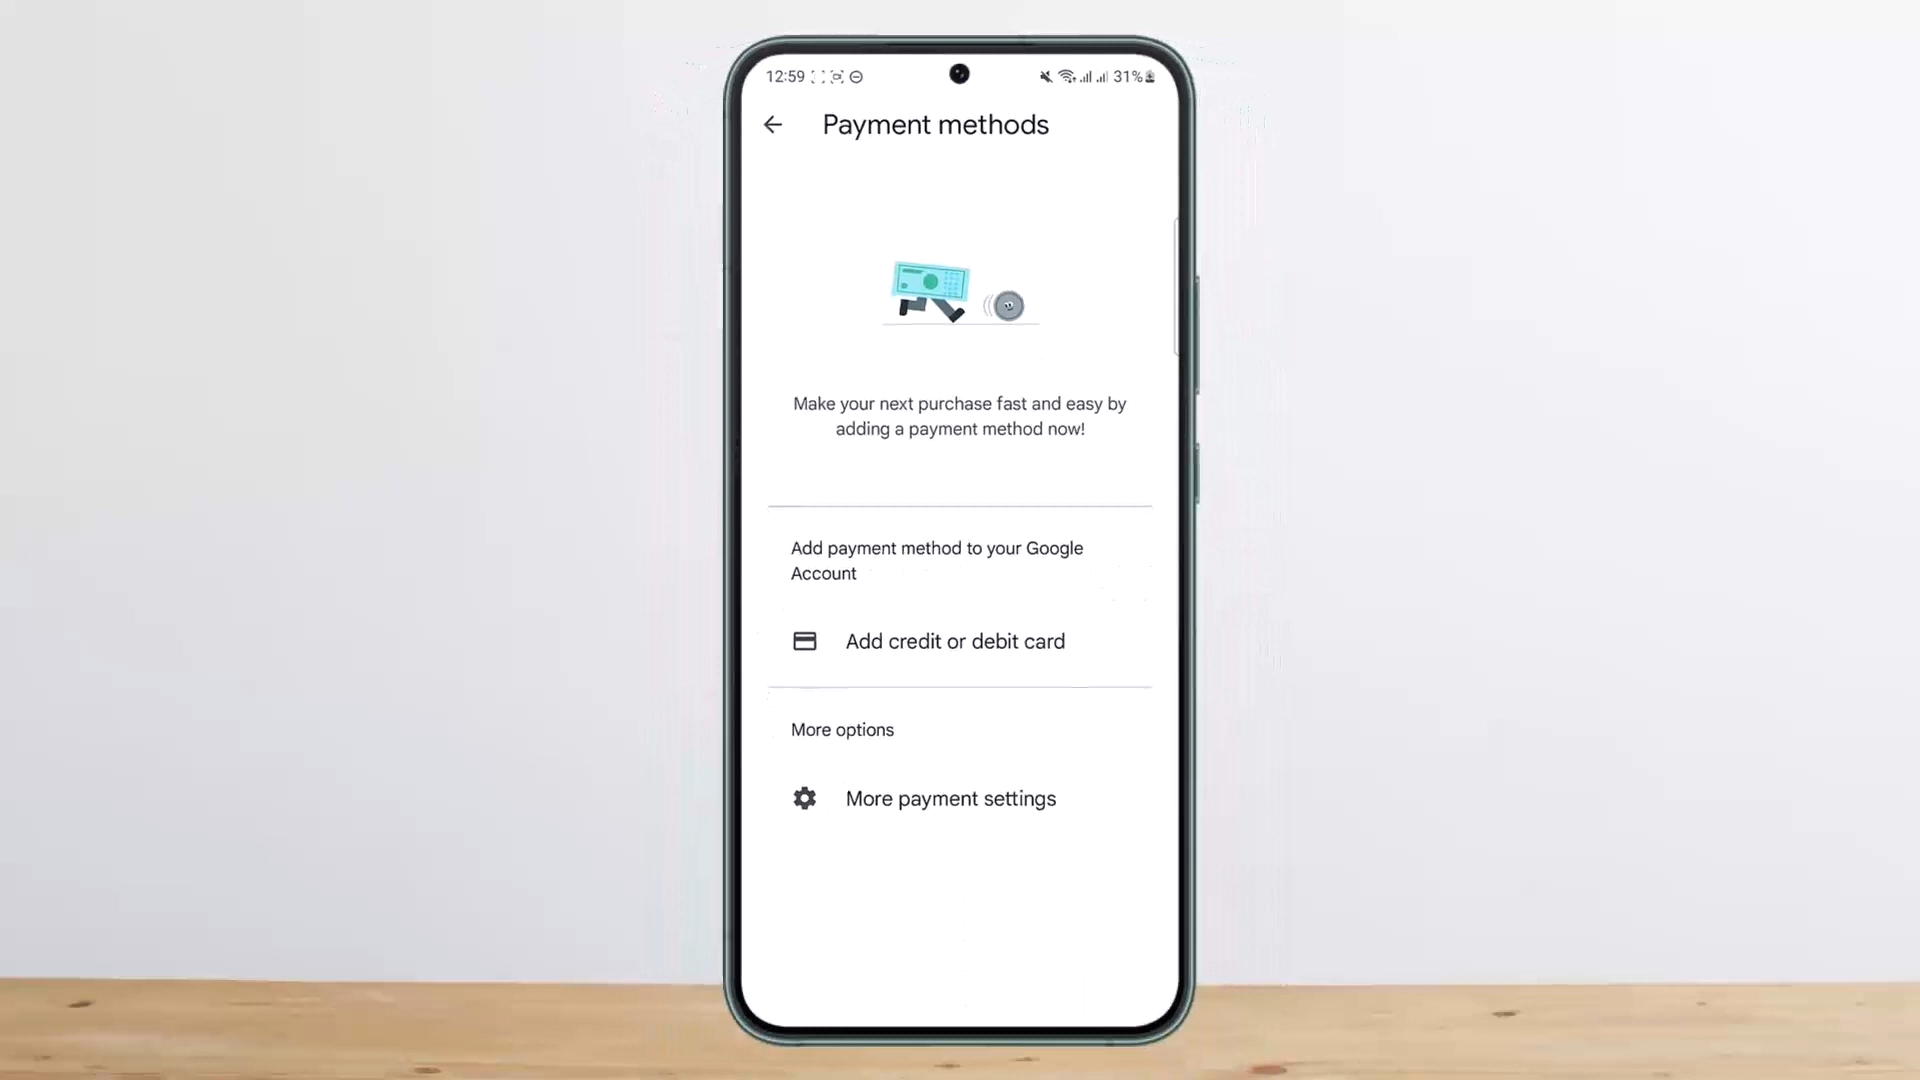 12:59 31%
Payment methods
Make your next purchase fast and easy by
adding a payment method now!
Add payment method to your Google
Account
Add credit or debit card
More options
More payment settings